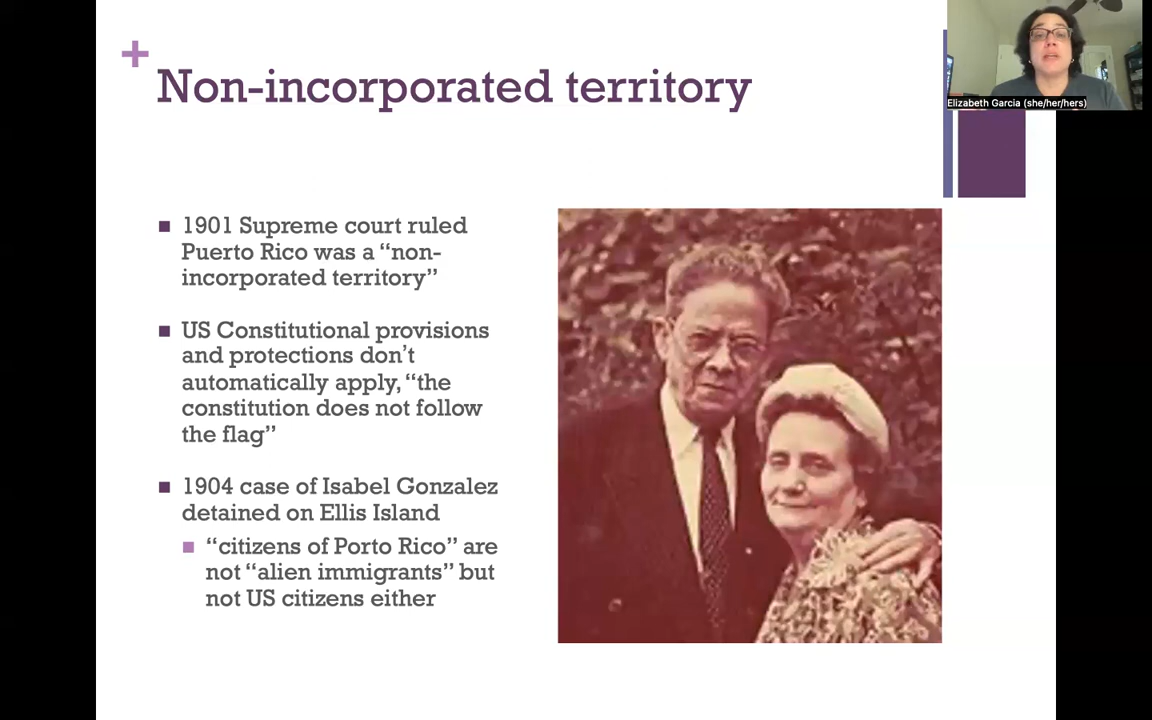 +
Non-incorporated territory
Elizabeth Garcia (she/her/hers)
1901 Supreme court ruled
Puerto Rico was a “non-
incorporated territory”
US Constitutional provisions
and protections don’t
automatically apply, “the
constitution does not follow
the flag”
1904 case of Isabel Gonzalez
detained on Ellis Island
“citizens of Porto Rico” are
not “alien immigrants” but
not US citizens either